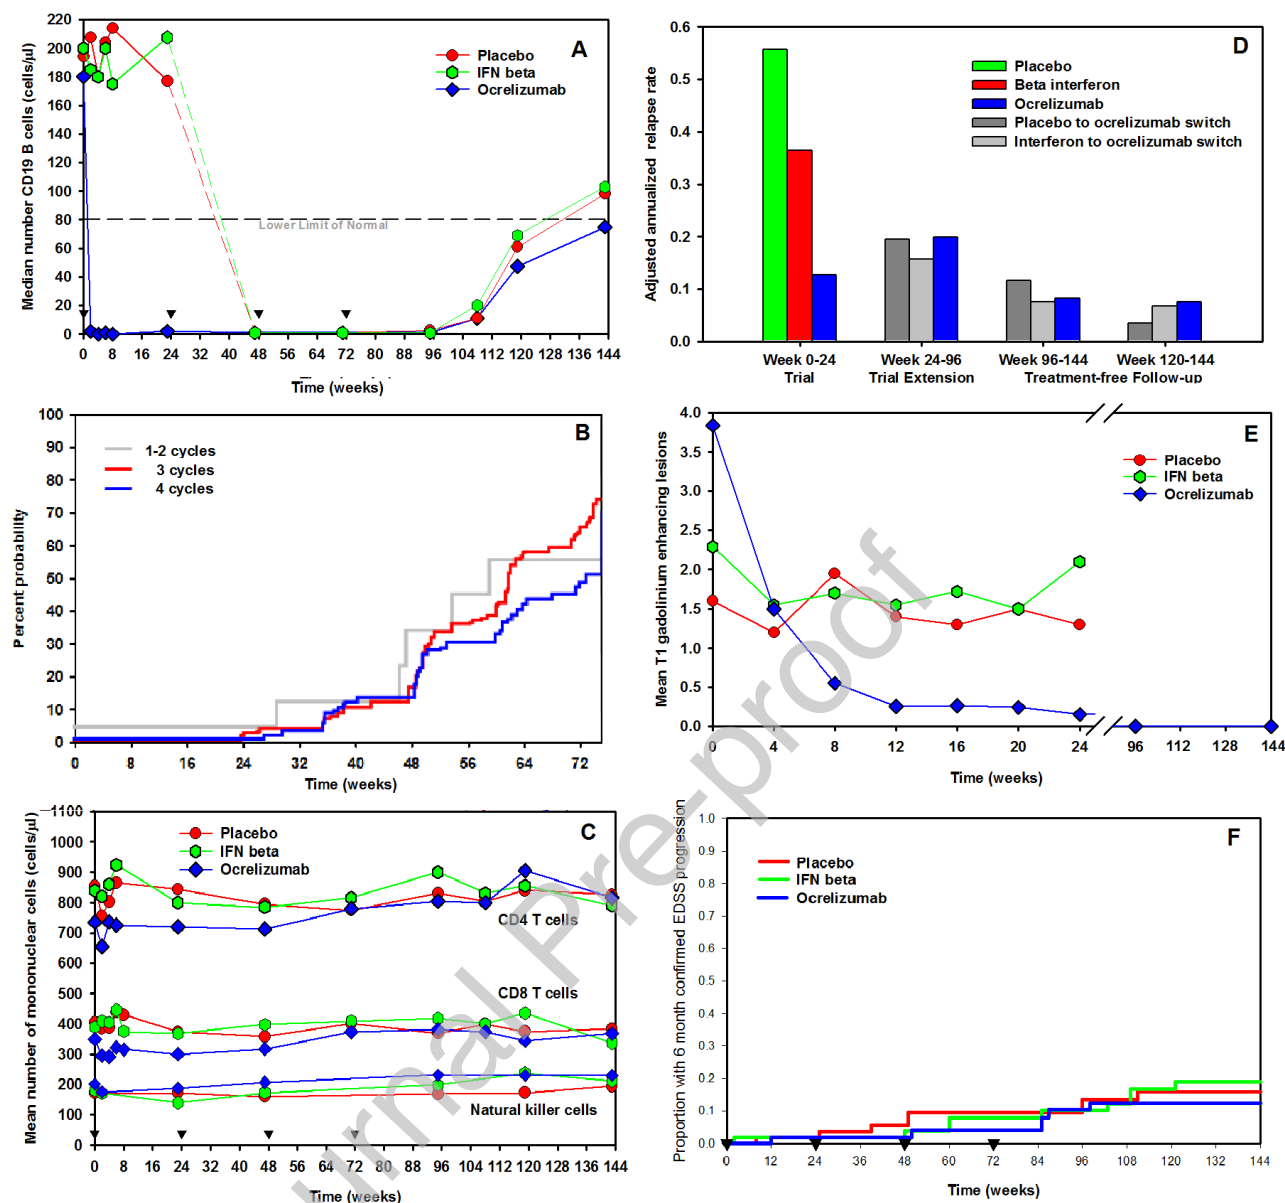 A
Median number CD19 B cells (cells/µl)
220
200
180
160
140
120
100
80
60
40
20
0
Placebo
IFN beta
Ocrelizumab
Lower Limit of Normal
0 8 16 24 32 40 48 56 64 72 80 88 96 104 112 120 128 136 144
Time (weeks)
D
Adjusted annualized relapse rate
0.6
0.5
0.4
0.3
0.2
0.1
0.0
Placebo
Beta interferon
Ocrelizumab
Placebo to ocrelizumab switch
Interferon to ocrelizumab switch
Week 0-24 Week 24-96 Week 96-144 Week 120-144
Trial Trial Extension Treatment-free Follow-up
B
Percent probability
100
90
80
70
60
50
40
30
20
10
0
1-2 cycles
3 cycles
4 cycles
0 8 16 24 32 40 48 56 64 72
Time (weeks)
E
Mean T1 gadolinium enhancing lesions
4.0
3.5
3.0
2.5
2.0
1.5
1.0
0.5
0.0
Placebo
IFN beta
Ocrelizumab
0 4 8 12 16 20 24 96 112 128 144
Time (weeks)
C
Mean number of mononuclear cells (cells/µl)
1100
1000
900
800
700
600
500
400
300
200
100
0
Placebo
IFN beta
Ocrelizumab
CD4 T cells
CD8 T cells
Natural killer cells
0 8 16 24 32 40 48 56 64 72 80 88 96 104 112 120 128 136 144
Time (weeks)
F
Proportion with 6 month confirmed EDSS progression
1.0
0.9
0.8
0.7
0.6
0.5
0.4
0.3
0.2
0.1
0.0
Placebo
IFN beta
Ocrelizumab
0 12 24 36 48 60 72 84 96 108 120 132 144
Time (weeks)
urnal Pre-proof